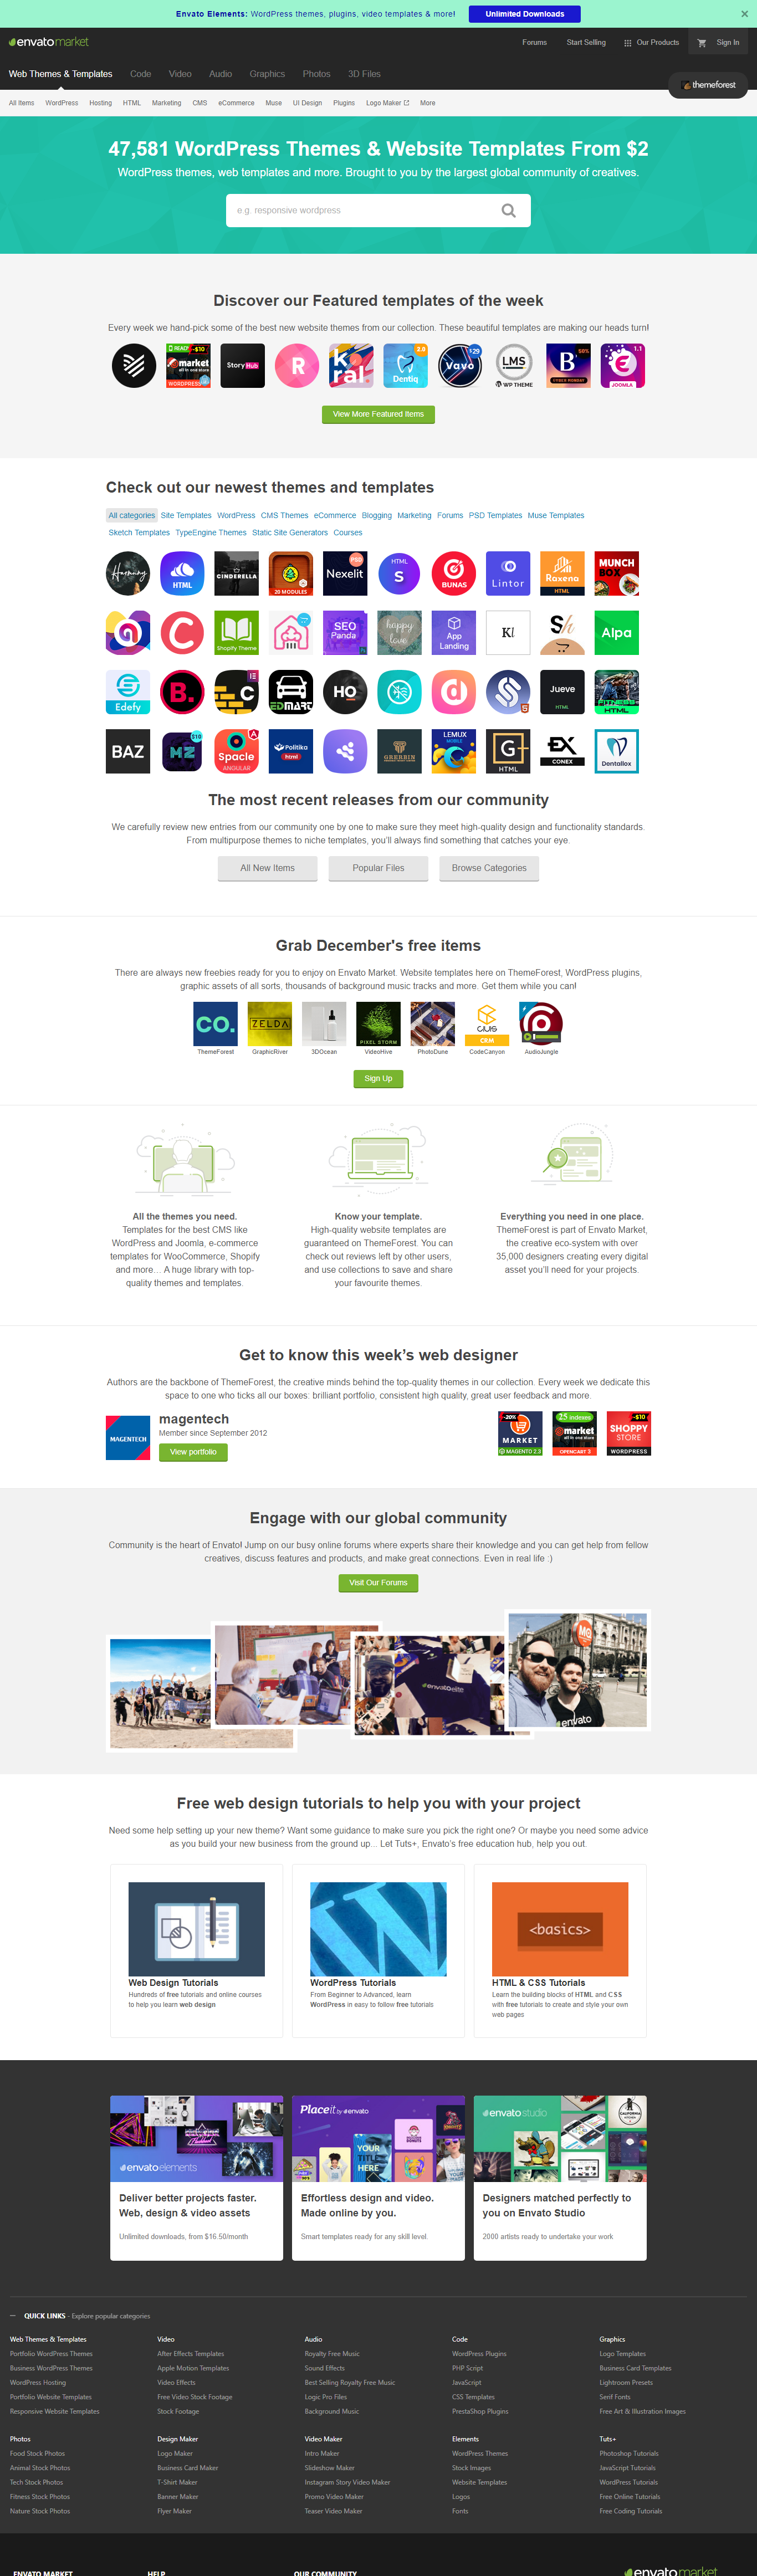 Envato Elements: WordPress themes, plugins, video templates & more! Unlimited Downloads
envatomarket Forums Start Selling Our Products Sign In
Web Themes & Templates Code Video Audio Graphics Photos 3D Files
themeforest
All Items WordPress Hosting HTML Marketing CMS eCommerce Muse UI Design Plugins Logo Maker More
47,581 WordPress Themes & Website Templates From $2
WordPress themes, web templates and more. Brought to you by the largest global community of creatives.
e.g. responsive wordpress
Discover our Featured templates of the week
Every week we hand-pick some of the best new website themes from our collection. These beautiful templates are making our heads turn!
View More Featured Items
Check out our newest themes and templates
All categories Site Templates WordPress CMS Themes eCommerce Blogging Marketing Forums PSD Templates Muse Templates
Sketch Templates TypeEngine Themes Static Site Generators Courses
The most recent releases from our community
We carefully review new entries from our community one by one to make sure they meet high-quality design and functionality standards.
From multipurpose themes to niche templates, you'll always find something that catches your eye.
All New Items Popular Files Browse Categories
Grab December's free items
There are always new freebies ready for you to enjoy on Envato Market. Website templates here on ThemeForest, WordPress plugins,
graphic assets of all sorts, thousands of background music tracks and more. Get them while you can!
ThemeForest GraphicRiver 3DOcean VideoHive PhotoDune CodeCanyon AudioJungle
Sign Up
All the themes you need.
Templates for the best CMS like
WordPress and Joomla, e-commerce
templates for WooCommerce, Shopify
and more... A huge library with top-
quality themes and templates.
Know your template.
High-quality website templates are
guaranteed on ThemeForest. You can
check out reviews left by other users,
and use collections to save and share
your favourite themes.
Everything you need in one place.
ThemeForest is part of Envato Market,
the creative eco-system with over
35,000 designers creating every digital
asset you'll need for your projects.
Get to know this week’s web designer
Authors are the backbone of ThemeForest, the creative minds behind the top-quality themes in our collection. Every week we dedicate this
space to one who ticks all our boxes: brilliant portfolio, consistent high quality, great user feedback and more.
MAGENTECH
magentech
Member since September 2012
View portfolio
Engage with our global community
Community is the heart of Envato! Jump on our busy online forums where experts share their knowledge and you can get help from fellow
creatives, discuss features and products, and make great connections. Even in real life :)
Visit Our Forums
Free web design tutorials to help you with your project
Need some help setting up your new theme? Want some guidance to make sure you pick the right one? Or maybe you need some advice
as you build your new business from the ground up... Let Tuts+, Envato’s free education hub, help you out.
<basics>
Web Design Tutorials
Hundreds of free tutorials and online courses
to help you learn web design
WordPress Tutorials
From Beginner to Advanced, learn
WordPress in easy to follow free tutorials
HTML & CSS Tutorials
Learn the building blocks of HTML and CSS
with free tutorials to create and style your own
web pages
envatoelements
Deliver better projects faster.
Web, design & video assets
Unlimited downloads, from $16.50/month
Placeit by envato
YOUR TITLE HERE
Effortless design and video.
Made online by you.
Smart templates ready for any skill level.
envatostudio
Designers matched perfectly to
you on Envato Studio
2000 artists ready to undertake your work
QUICK LINKS - Explore popular categories
Web Themes & Templates Video Audio Code Graphics
Portfolio WordPress Themes After Effects Templates Royalty Free Music WordPress Plugins Logo Templates
Business WordPress Themes Apple Motion Templates Sound Effects PHP Script Business Card Templates
WordPress Hosting Video Effects Best Selling Royalty Free Music JavaScript Lightroom Presets
Portfolio Website Templates Free Video Stock Footage Logic Pro Files CSS Templates Serif Fonts
Responsive Website Templates Stock Footage Background Music PrestaShop Plugins Free Art & Illustration Images
Photos Design Maker Video Maker Elements Tuts+
Food Stock Photos Logo Maker Intro Maker WordPress Themes Photoshop Tutorials
Animal Stock Photos Business Card Maker Slideshow Maker Stock Images JavaScript Tutorials
Tech Stock Photos T-Shirt Maker Instagram Story Video Maker Website Templates WordPress Tutorials
Fitness Stock Photos Banner Maker Promo Video Maker Logos Free Online Tutorials
Nature Stock Photos Flyer Maker Teaser Video Maker Fonts Free Coding Tutorials
ENVATO MARKET HELP OUR COMMUNITY envatomarket